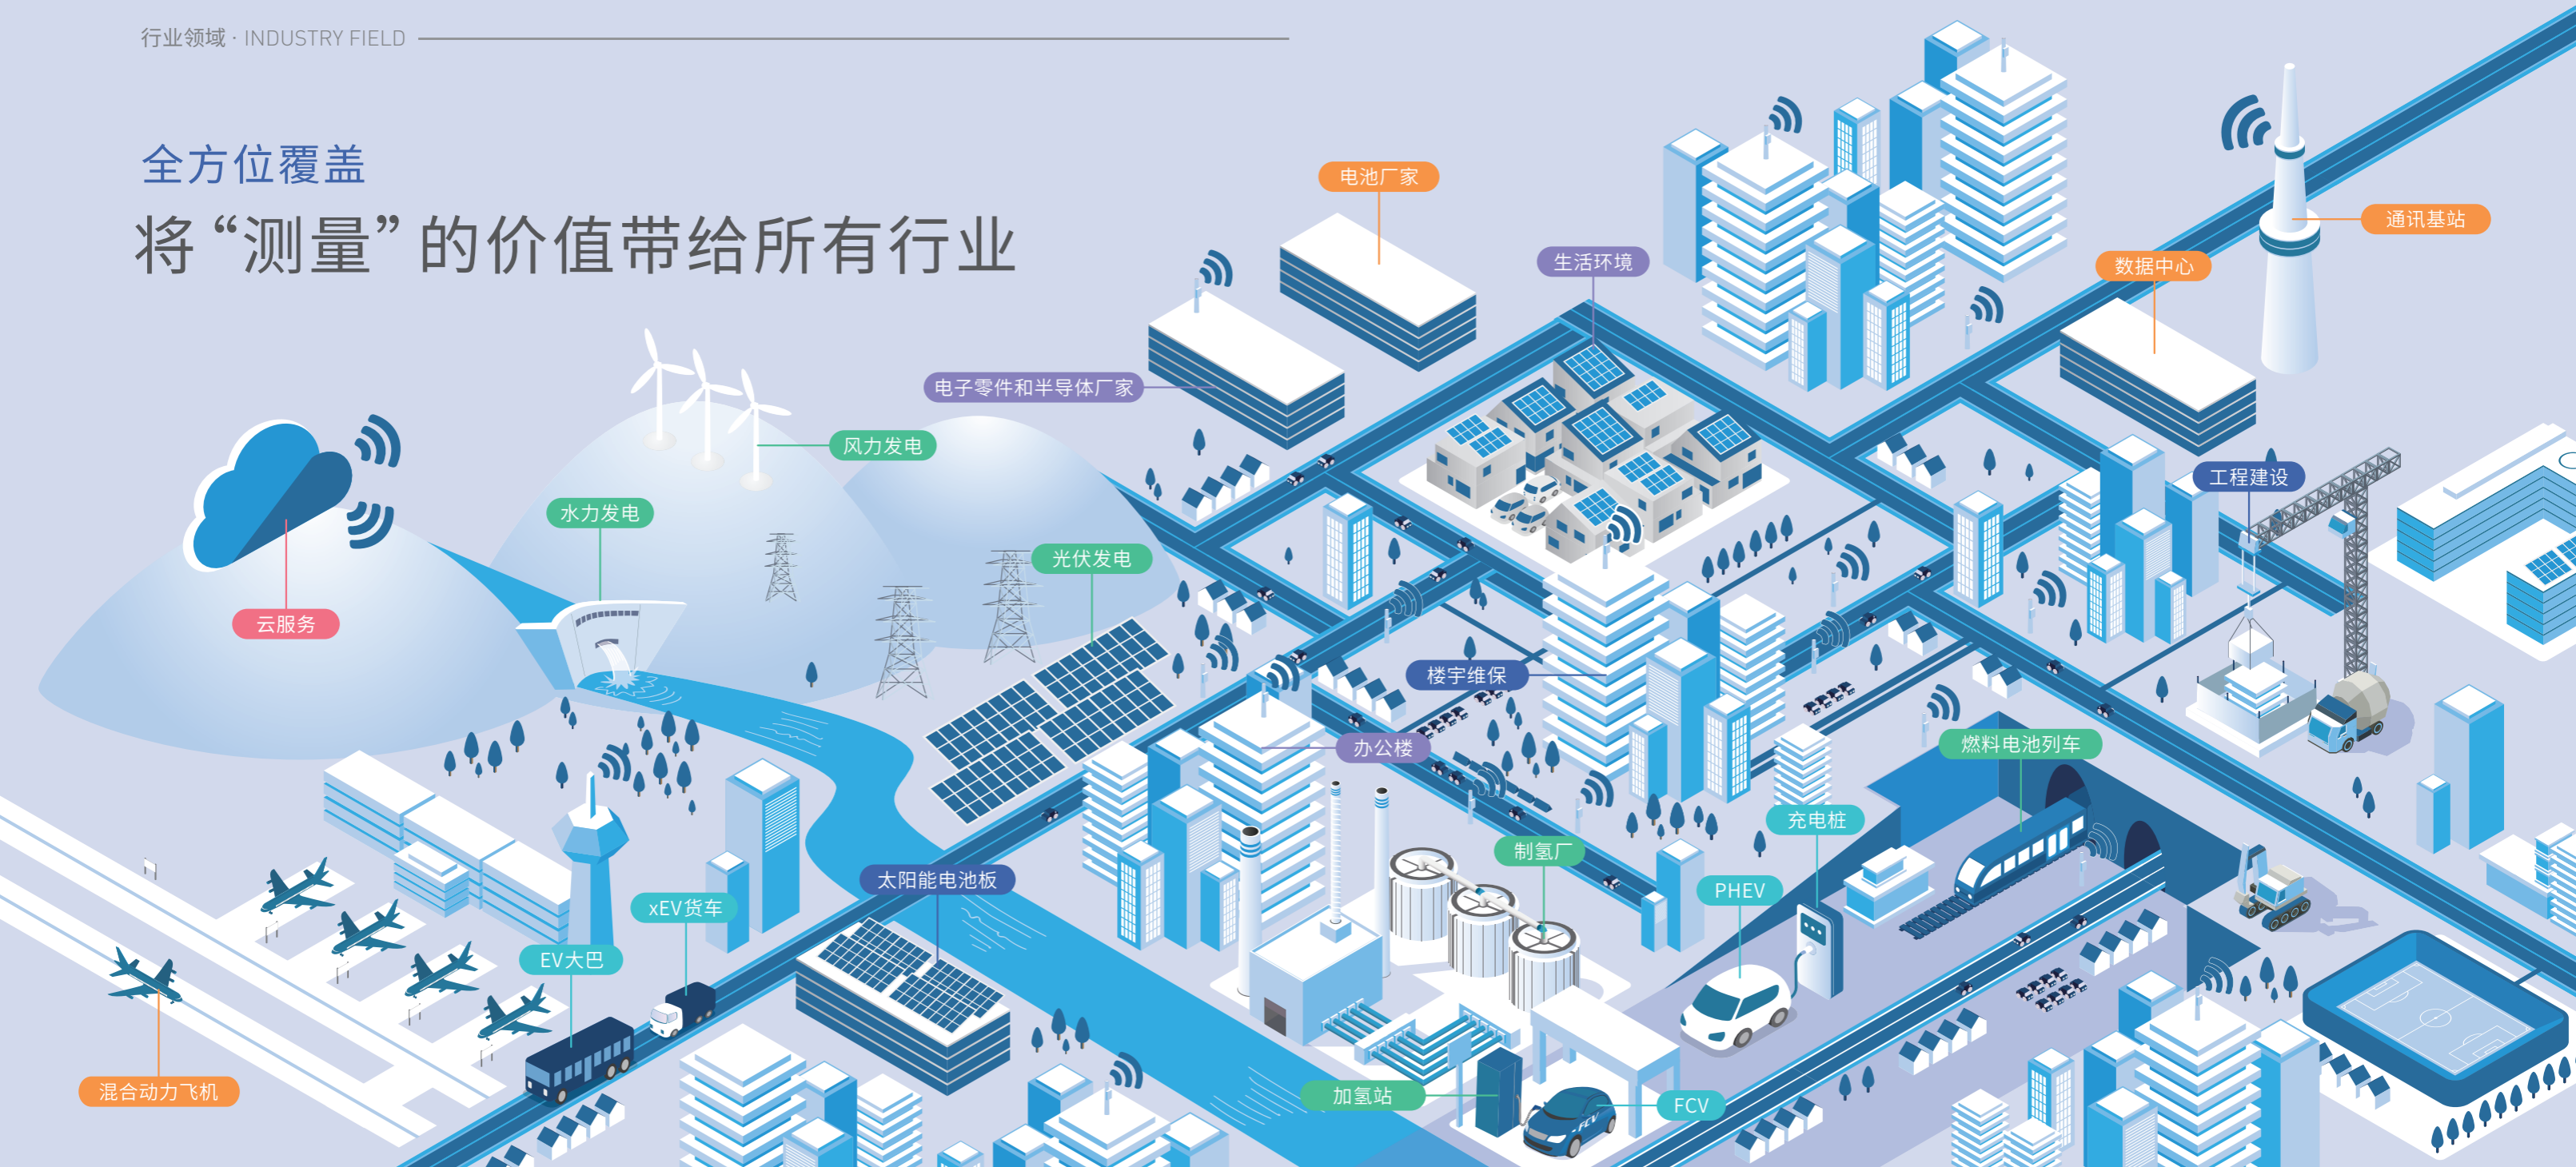 行业领域 · INDUSTRY FIELD
全方位覆盖
将“测量”的价值带给所有行业
电池厂家
通讯基站
生活环境
数据中心
电子零件和半导体厂家
风力发电
工程建设
水力发电
光伏发电
云服务
楼宇维保
办公楼
燃料电池列车
充电桩
制氢厂
太阳能电池板
PHEV
xEV货车
EV大巴
混合动力飞机
加氢站
FCV
FCV